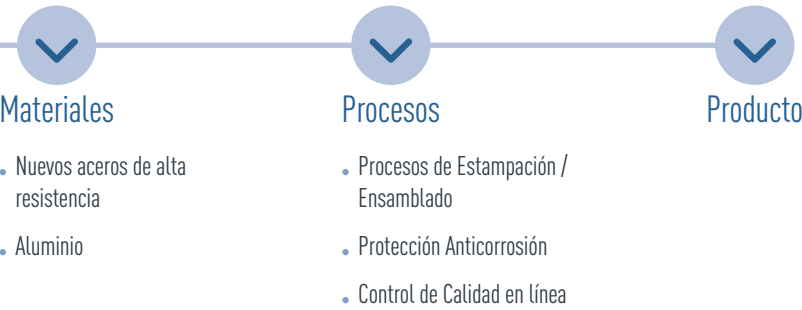 Materiales
Nuevos aceros de alta
resistencia
Aluminio
Procesos
Procesos de Estampación /
Ensamblado
Protección Anticorrosión
Control de Calidad en línea
Producto